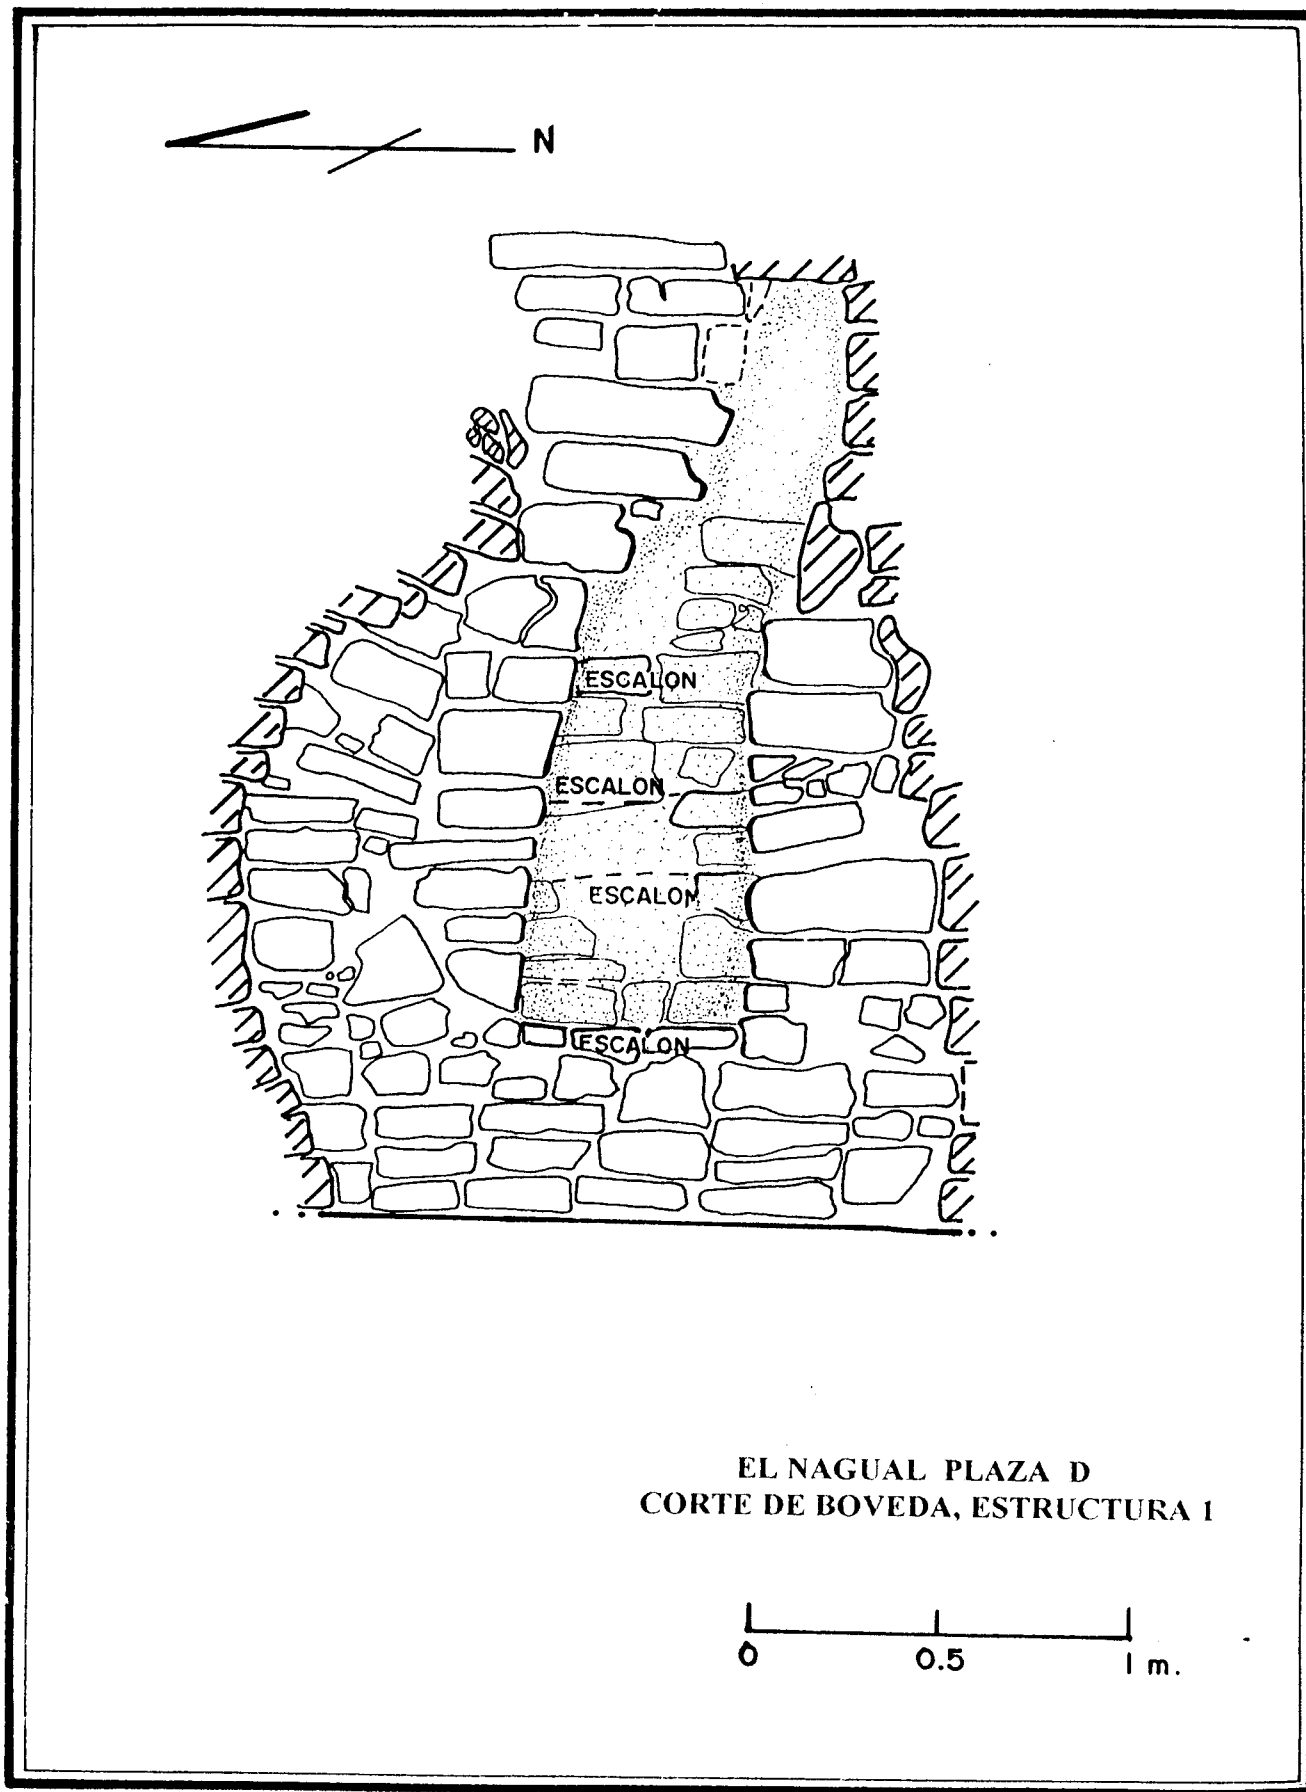 N
ESCALON
ESCALON
ESCALON
ESCALON
EL NAGUAL PLAZA D
CORTE DE BOVEDA, ESTRUCTURA 1
0 0.5 1 m.